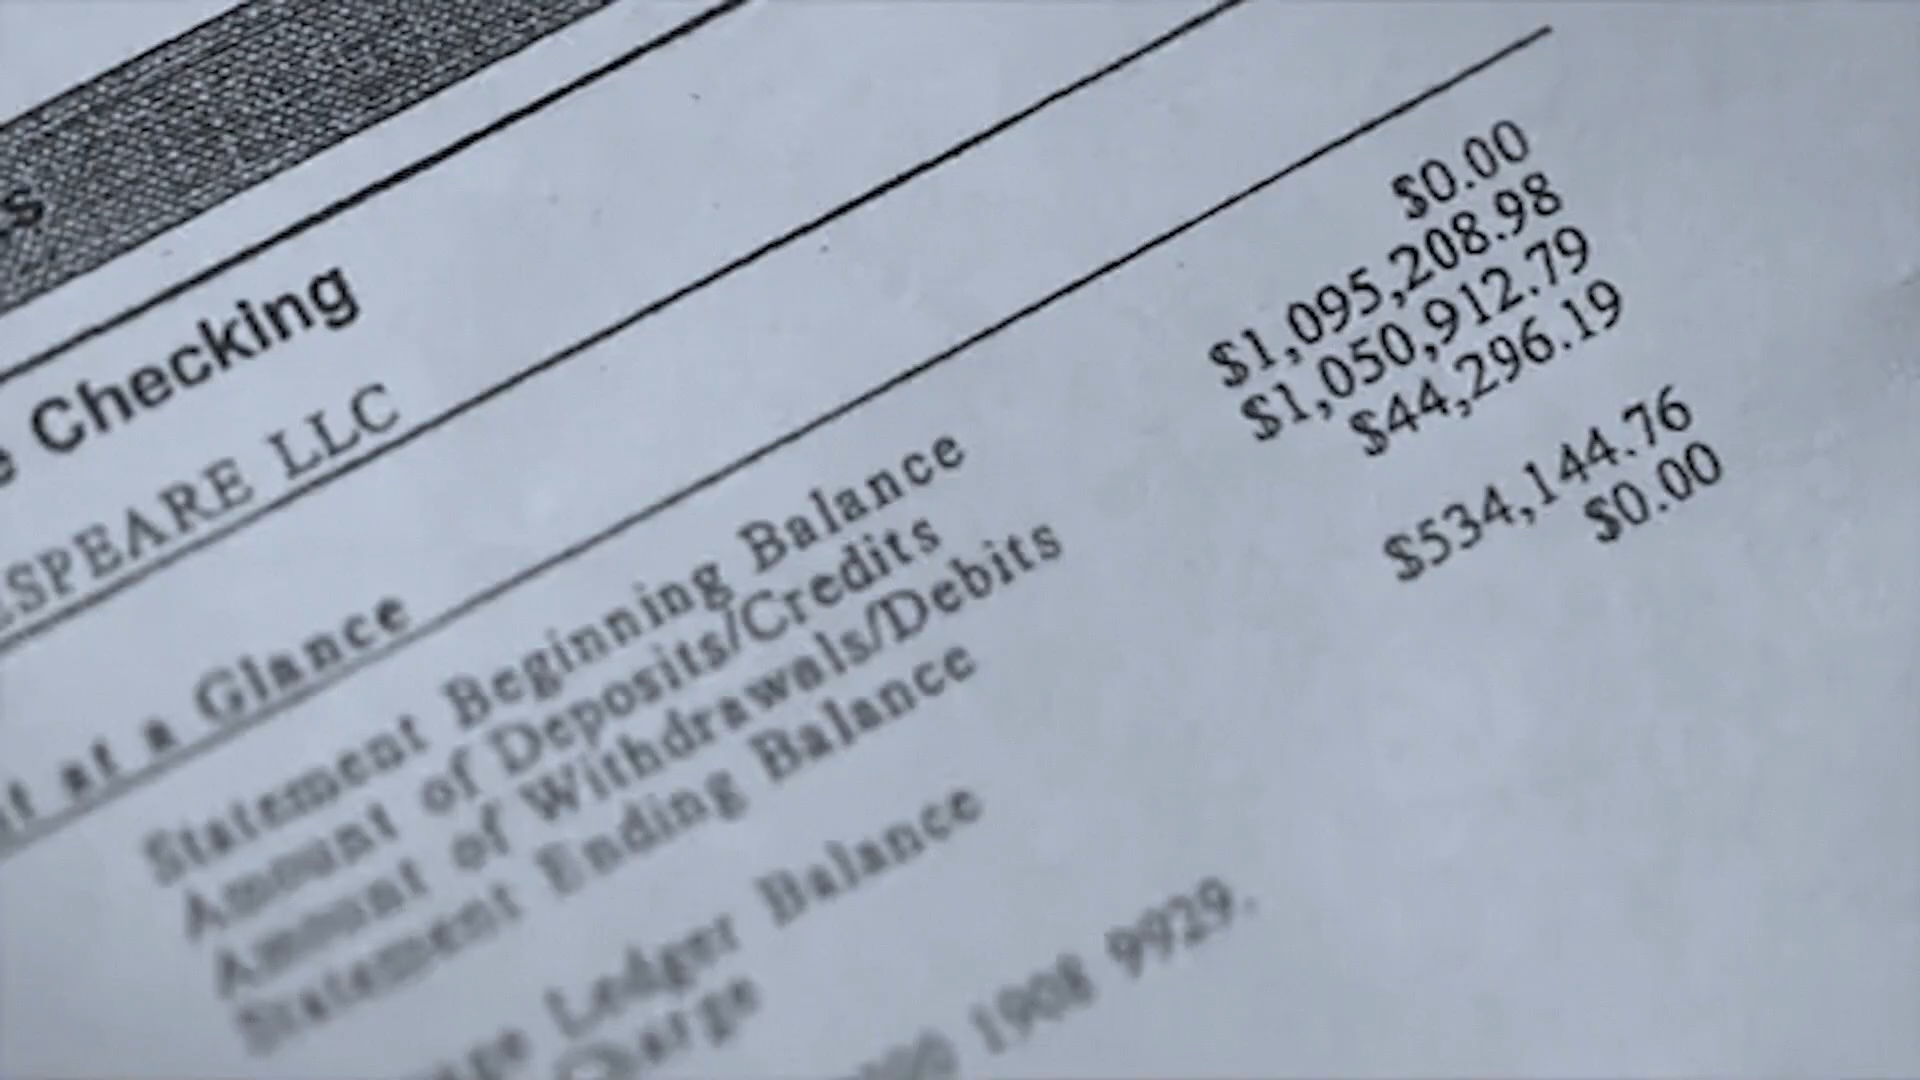 s
e Checking
ESPEARE LLC
at a Glance
Statement Beginning Balance $0.00
Amount of Deposits/Credits $1,095,208.98
Amount of Withdrawals/Debits $1,050,912.79
Statement Ending Balance $44,296.19
Ledger Balance $534,144.76
Charge $0.00
1908 9929.